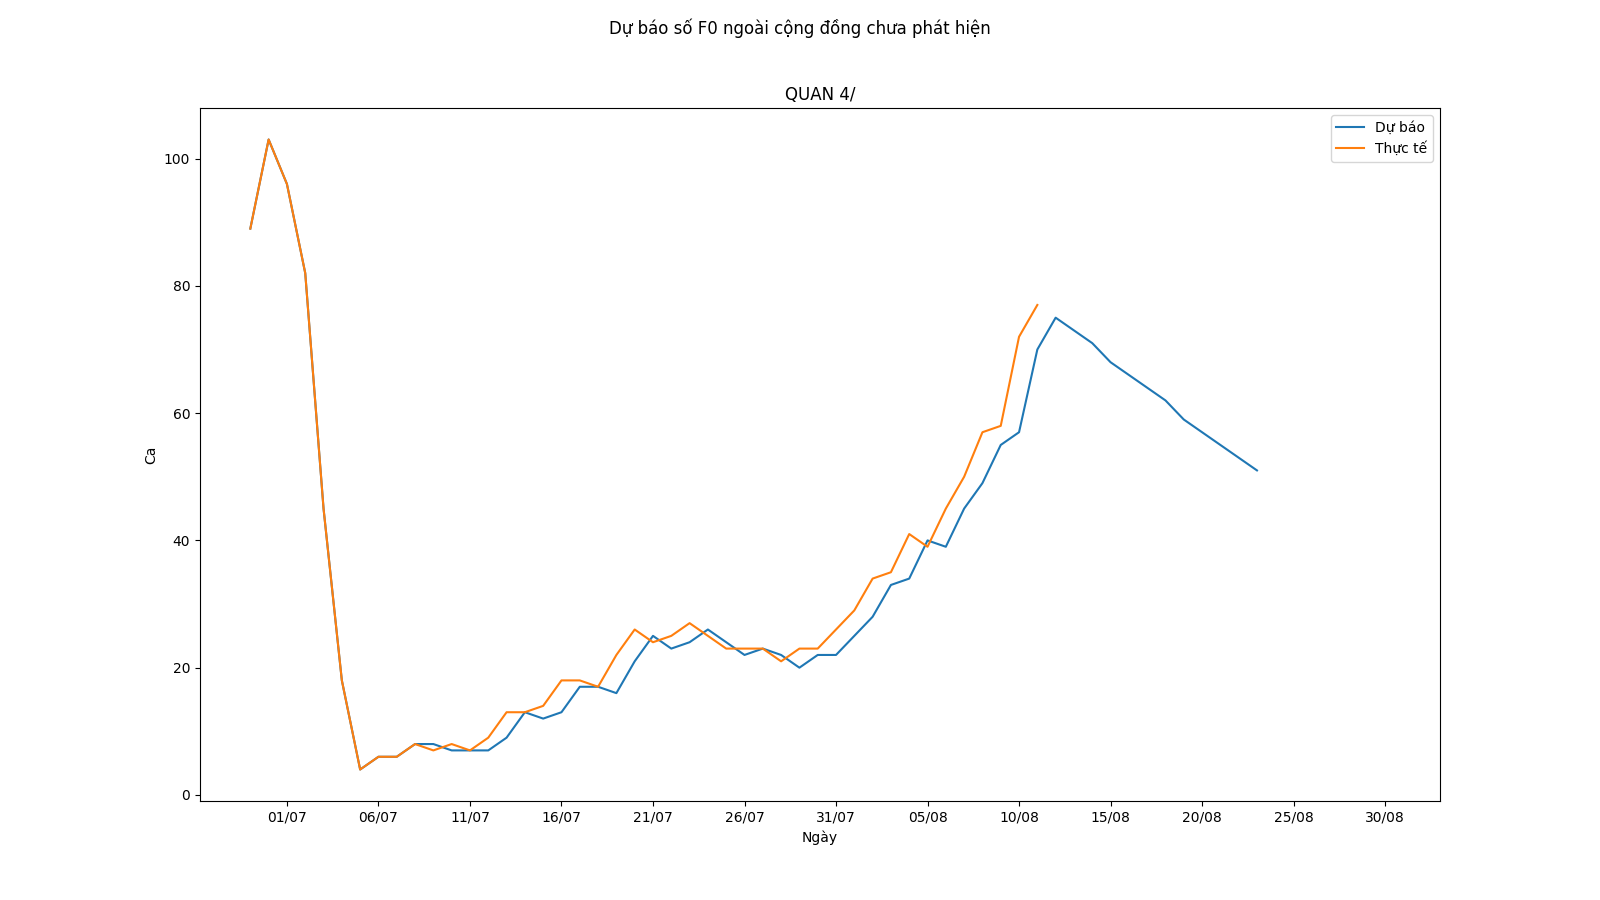 Dự báo số F0 ngoài cộng đồng chưa phát hiện
QUAN 4/
Dự báo
Thực tế
100
80
60
40
20
0
Ca
01/07 06/07 11/07 16/07 21/07 26/07 31/07 05/08 10/08 15/08 20/08 25/08 30/08
Ngày